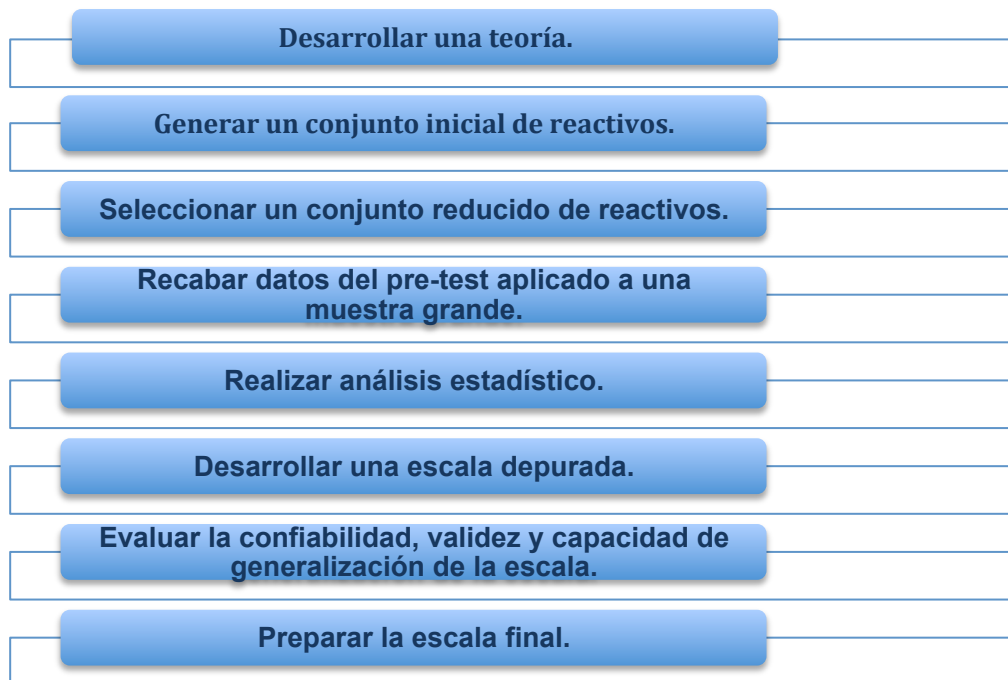 Desarrollar una teoría.
Generar un conjunto inicial de reactivos.
Seleccionar un conjunto reducido de reactivos.
Recabar datos del pre-test aplicado a una
muestra grande.
Realizar análisis estadístico.
Desarrollar una escala depurada.
Evaluar la confiabilidad, validez y capacidad de
generalización de la escala.
Preparar la escala final.